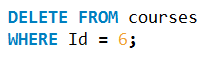 DELETE FROM courses
WHERE Id = 6;